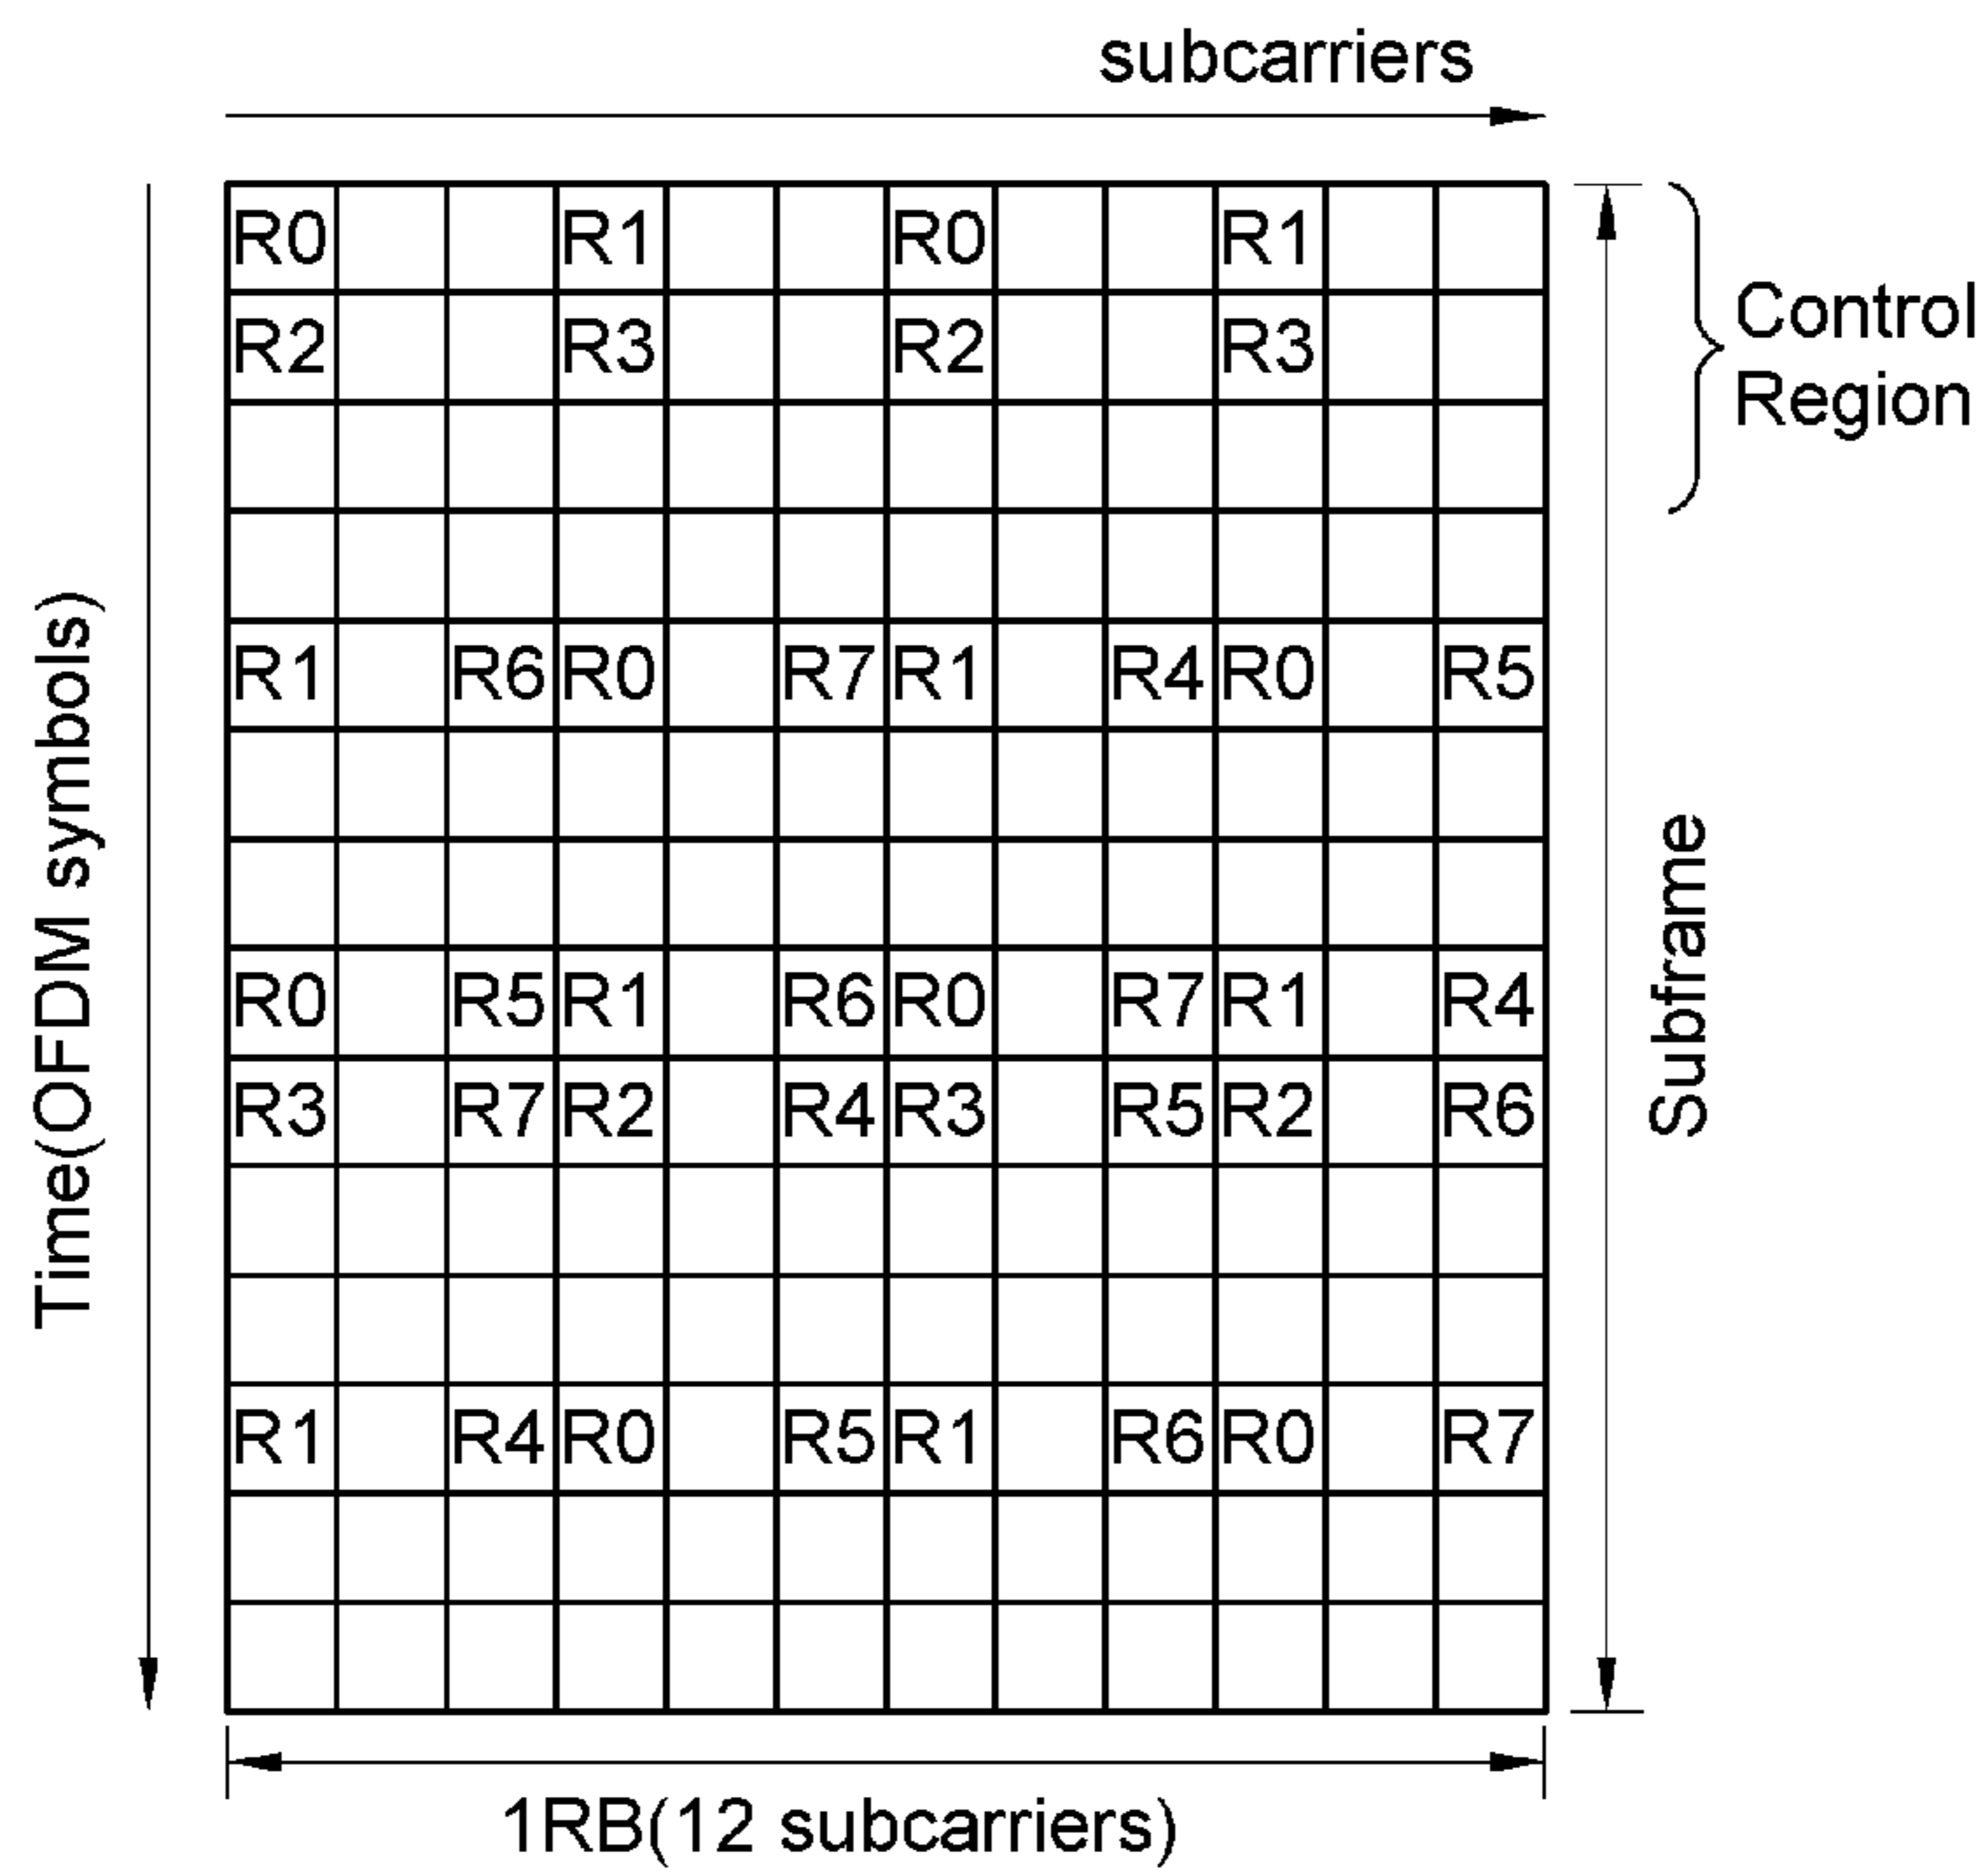 subcarriers
R0 R1 R0 R1
R2 R3 R2 R3
Control
Region
R1 R6 R0 R7 R1 R4 R0 R5
R0 R5 R1 R6 R0 R7 R1 R4
R3 R7 R2 R4 R3 R5 R2 R6
R1 R4 R0 R5 R1 R6 R0 R7
Time(OFDM symbols)
Subframe
1RB(12 subcarriers)